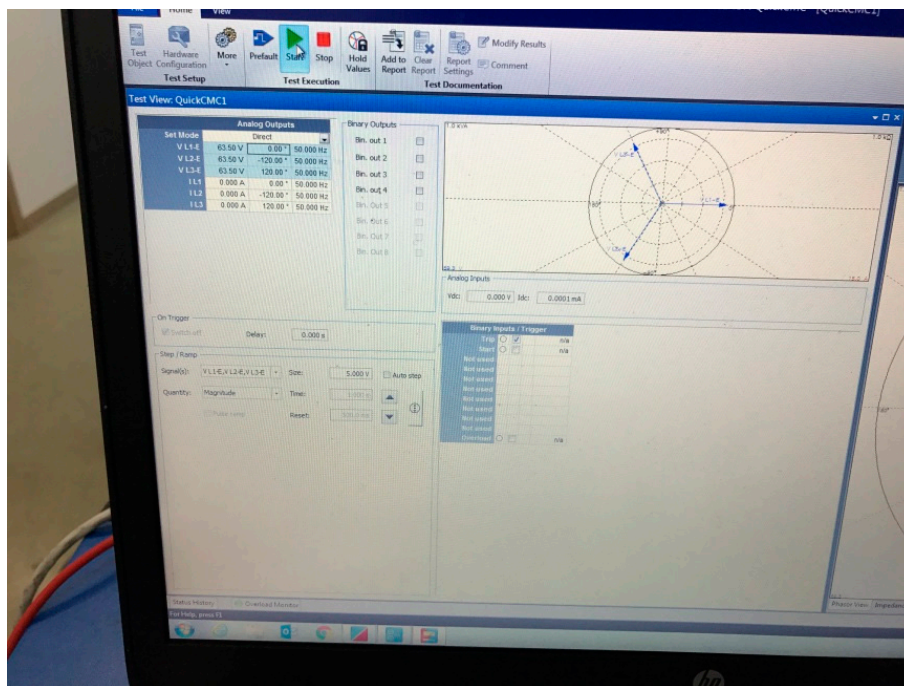 Home View
QuickCMC [QuickCMC1]
Test Object
Hardware Configuration
More
Prefault
Start
Stop
Hold Values
Add to Report
Clear Report
Report Settings
Modify Results
Comment
Test Setup
Test Execution
Test Documentation
Test View: QuickCMC1
Analog Outputs
Set Mode Direct
V L1-E 63.50 V 0.00 ° 50.000 Hz
V L2-E 63.50 V -120.00 ° 50.000 Hz
V L3-E 63.50 V 120.00 ° 50.000 Hz
I L1 0.000 A 0.00 ° 50.000 Hz
I L2 0.000 A -120.00 ° 50.000 Hz
I L3 0.000 A 120.00 ° 50.000 Hz
Binary Outputs
Bin. out 1
Bin. out 2
Bin. out 3
Bin. out 4
Bin. Out 5
Bin. Out 6
Bin. Out 7
Bin. Out 8
V L1-E
Analog Inputs
Vdc: 0.000 V Idc: 0.0001 mA
On Trigger
Switch off Delay: 0.000 s
Step / Ramp
Signal(s): V L1-E,V L2-E,V L3-E Size: 5.000 V Auto step
Quantity: Magnitude Time:
Pulse ramp Reset:
Binary Inputs / Trigger
Trip n/a
Start n/a
Not used
Not used
Not used
Not used
Not used
Not used
Not used
Not used
Overload n/a
Status History Overload Monitor
For Help, press F1
Phasor View Impedance
hp